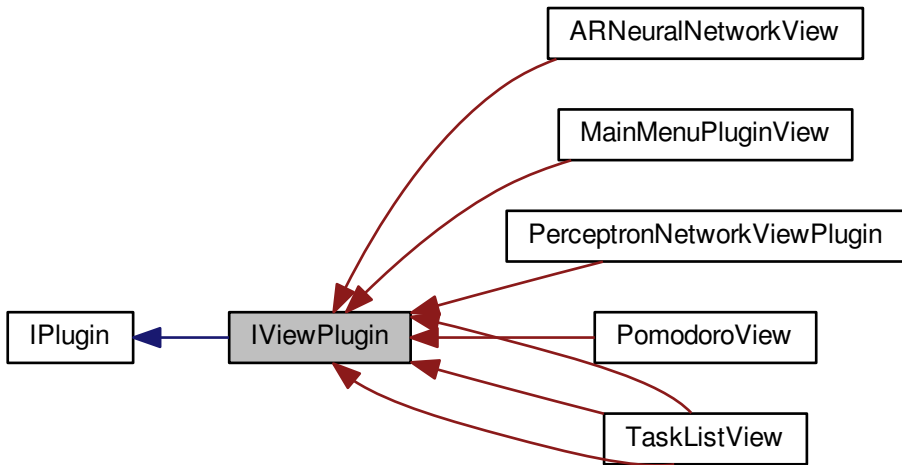 ARNeuralNetworkView
MainMenuPluginView
PerceptronNetworkViewPlugin
IPlugin
IViewPlugin
PomodoroView
TaskListView